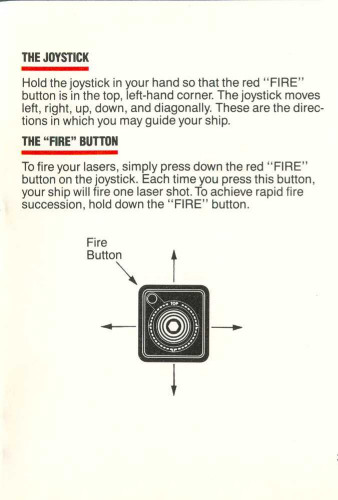 THE JOYSTICK
Hold the joystick in your hand so that the red "FIRE"
button is in the top, left-hand corner. The joystick moves
left, right, up, down, and diagonally. These are the direc-
tions in which you may guide your ship.
THE "FIRE" BUTTON
To fire your lasers, simply press down the red "FIRE"
button on the joystick. Each time you press this button,
your ship will fire one laser shot. To achieve rapid fire
succession, hold down the "FIRE" button.
Fire
Button
TOP